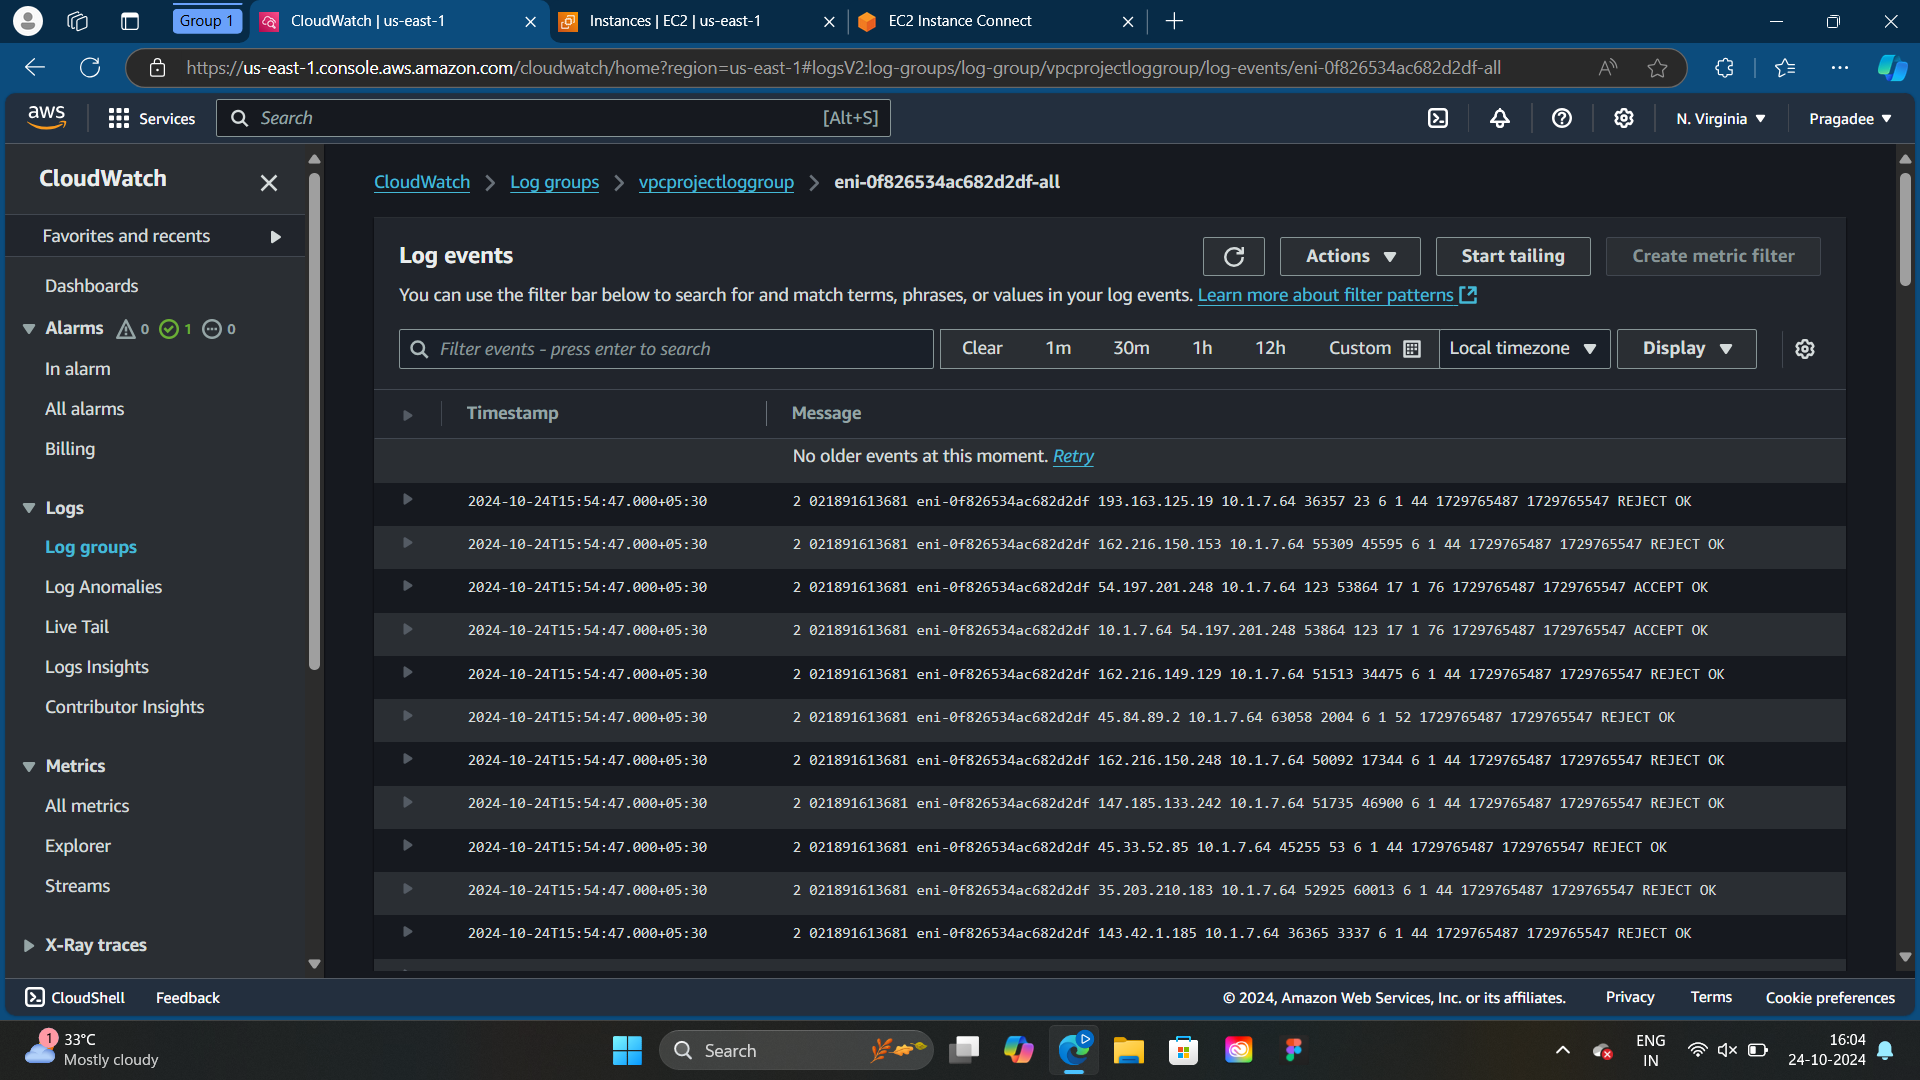 Group 1
CloudWatch | us-east-1
Instances | EC2 | us-east-1
EC2 Instance Connect
https://us-east-1.console.aws.amazon.com/cloudwatch/home?region=us-east-1#logsV2:log-groups/log-group/vpcprojectloggroup/log-events/eni-0f826534ac682d2df-all
aws
Services
Search
[Alt+S]
N. Virginia
Pragadee
CloudWatch
Favorites and recents
Dashboards
Alarms 0 1 0
In alarm
All alarms
Billing
Logs
Log groups
Log Anomalies
Live Tail
Logs Insights
Contributor Insights
Metrics
All metrics
Explorer
Streams
X-Ray traces
CloudWatch > Log groups > vpcprojectloggroup > eni-0f826534ac682d2df-all
Log events
Actions
Start tailing
Create metric filter
You can use the filter bar below to search for and match terms, phrases, or values in your log events. Learn more about filter patterns
Filter events - press enter to search
Clear 1m 30m 1h 12h Custom
Local timezone
Display
Timestamp Message
No older events at this moment. Retry
2024-10-24T15:54:47.000+05:30 2 021891613681 eni-0f826534ac682d2df 193.163.125.19 10.1.7.64 36357 23 6 1 44 1729765487 1729765547 REJECT OK
2024-10-24T15:54:47.000+05:30 2 021891613681 eni-0f826534ac682d2df 162.216.150.153 10.1.7.64 55309 45595 6 1 44 1729765487 1729765547 REJECT OK
2024-10-24T15:54:47.000+05:30 2 021891613681 eni-0f826534ac682d2df 54.197.201.248 10.1.7.64 123 53864 17 1 76 1729765487 1729765547 ACCEPT OK
2024-10-24T15:54:47.000+05:30 2 021891613681 eni-0f826534ac682d2df 10.1.7.64 54.197.201.248 53864 123 17 1 76 1729765487 1729765547 ACCEPT OK
2024-10-24T15:54:47.000+05:30 2 021891613681 eni-0f826534ac682d2df 162.216.149.129 10.1.7.64 51513 34475 6 1 44 1729765487 1729765547 REJECT OK
2024-10-24T15:54:47.000+05:30 2 021891613681 eni-0f826534ac682d2df 45.84.89.2 10.1.7.64 63058 2004 6 1 52 1729765487 1729765547 REJECT OK
2024-10-24T15:54:47.000+05:30 2 021891613681 eni-0f826534ac682d2df 162.216.150.248 10.1.7.64 50092 17344 6 1 44 1729765487 1729765547 REJECT OK
2024-10-24T15:54:47.000+05:30 2 021891613681 eni-0f826534ac682d2df 147.185.133.242 10.1.7.64 51735 46900 6 1 44 1729765487 1729765547 REJECT OK
2024-10-24T15:54:47.000+05:30 2 021891613681 eni-0f826534ac682d2df 45.33.52.85 10.1.7.64 45255 53 6 1 44 1729765487 1729765547 REJECT OK
2024-10-24T15:54:47.000+05:30 2 021891613681 eni-0f826534ac682d2df 35.203.210.183 10.1.7.64 52925 60013 6 1 44 1729765487 1729765547 REJECT OK
2024-10-24T15:54:47.000+05:30 2 021891613681 eni-0f826534ac682d2df 143.42.1.185 10.1.7.64 36365 3337 6 1 44 1729765487 1729765547 REJECT OK
CloudShell
Feedback
© 2024, Amazon Web Services, Inc. or its affiliates.
Privacy
Terms
Cookie preferences
1
33°C
Mostly cloudy
Search
ENG
IN
16:04
24-10-2024